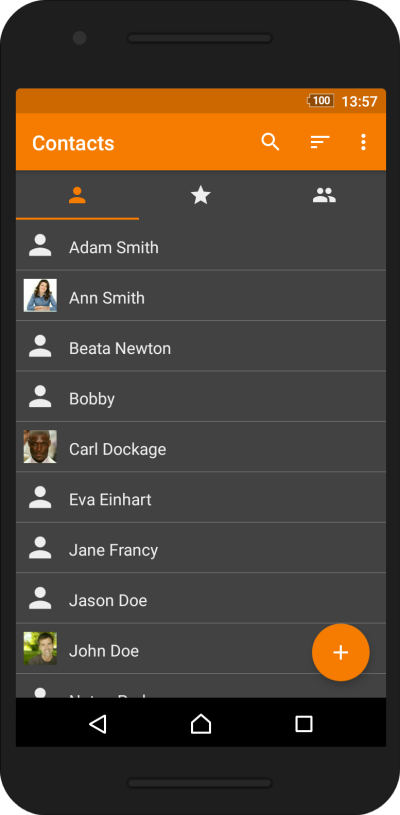 100 13:57
Contacts
Adam Smith
Ann Smith
Beata Newton
Bobby
Carl Dockage
Eva Einhart
Jane Francy
Jason Doe
John Doe